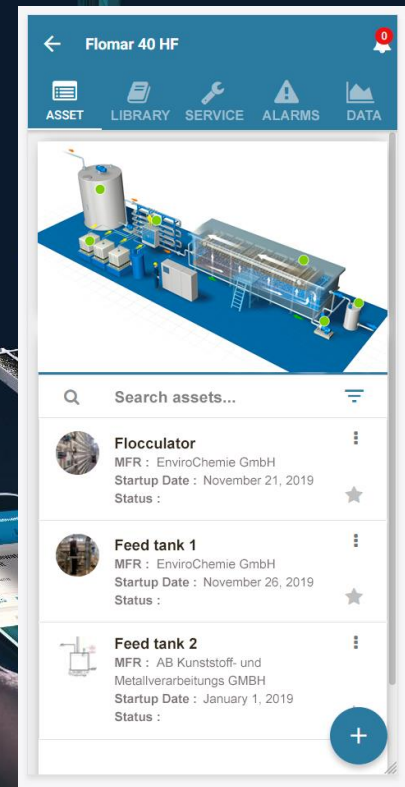 Flomar 40 HF
0
ASSET LIBRARY SERVICE ALARMS DATA
Search assets...
Flocculator
MFR : EnviroChemie GmbH
Startup Date : November 21, 2019
Status :
Feed tank 1
MFR : EnviroChemie GmbH
Startup Date : November 26, 2019
Status :
Feed tank 2
MFR : AB Kunststoff- und
Metallverarbeitungs GMBH
Startup Date : January 1, 2019
Status :
+